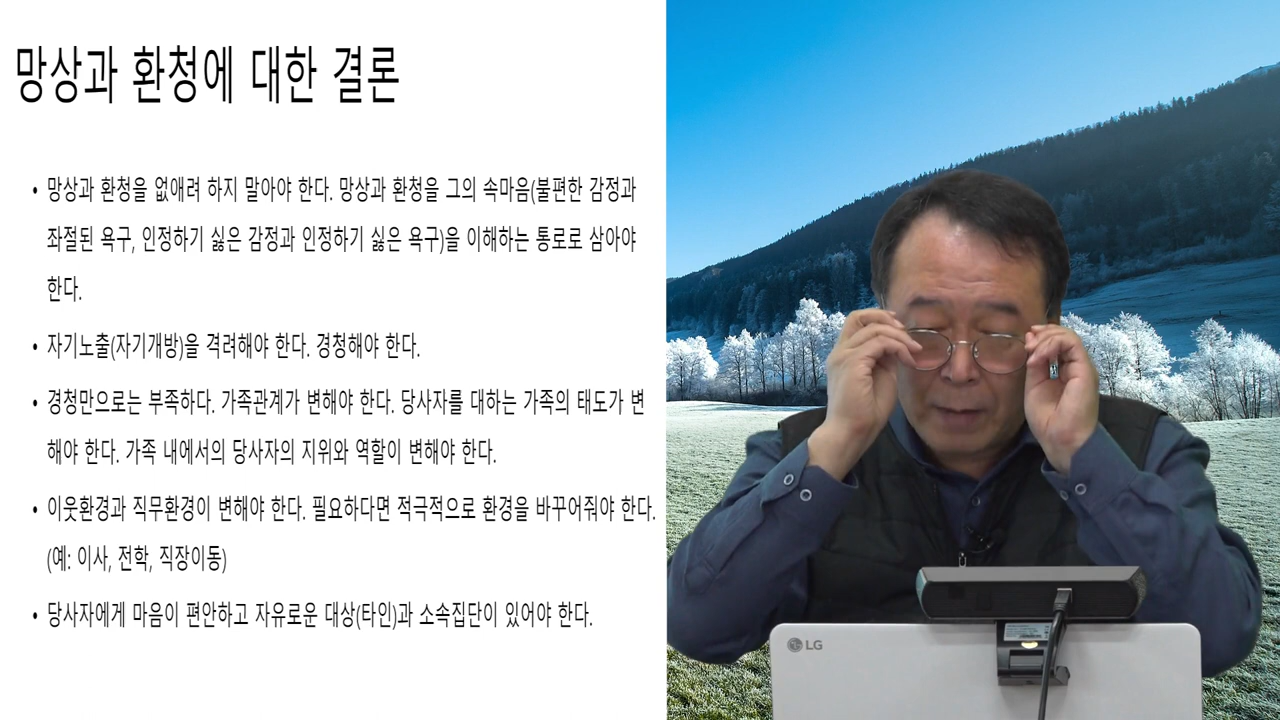 망상과 환청에 대한 결론
• 망상과 환청을 없애려 하지 말아야 한다. 망상과 환청을 그의 속마음(불편한 감정과
좌절된 욕구, 인정하기 싫은 감정과 인정하기 싫은 욕구)을 이해하는 통로로 삼아야
한다.
• 자기노출(자기개방)을 격려해야 한다. 경청해야 한다.
• 경청만으로는 부족하다. 가족관계가 변해야 한다. 당사자를 대하는 가족의 태도가 변
해야 한다. 가족 내에서의 당사자의 지위와 역할이 변해야 한다.
• 이웃환경과 직무환경이 변해야 한다. 필요하다면 적극적으로 환경을 바꾸어줘야 한다.
(예: 이사, 전학, 직장이동)
• 당사자에게 마음이 편안하고 자유로운 대상(타인)과 소속집단이 있어야 한다.
LG